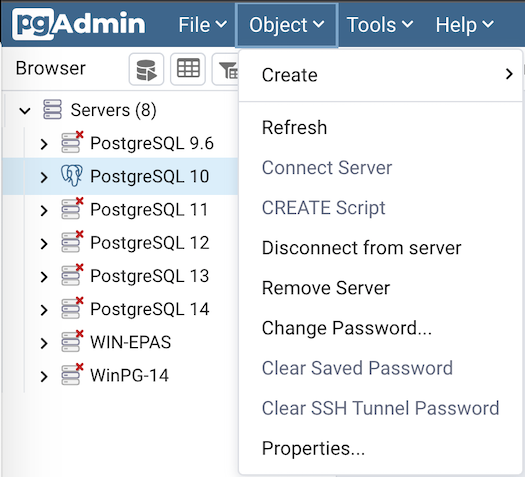 pgAdmin File Object Tools Help
Browser
Servers (8)
PostgreSQL 9.6
PostgreSQL 10
PostgreSQL 11
PostgreSQL 12
PostgreSQL 13
PostgreSQL 14
WIN-EPAS
WinPG-14
Create
Refresh
Connect Server
CREATE Script
Disconnect from server
Remove Server
Change Password...
Clear Saved Password
Clear SSH Tunnel Password
Properties...